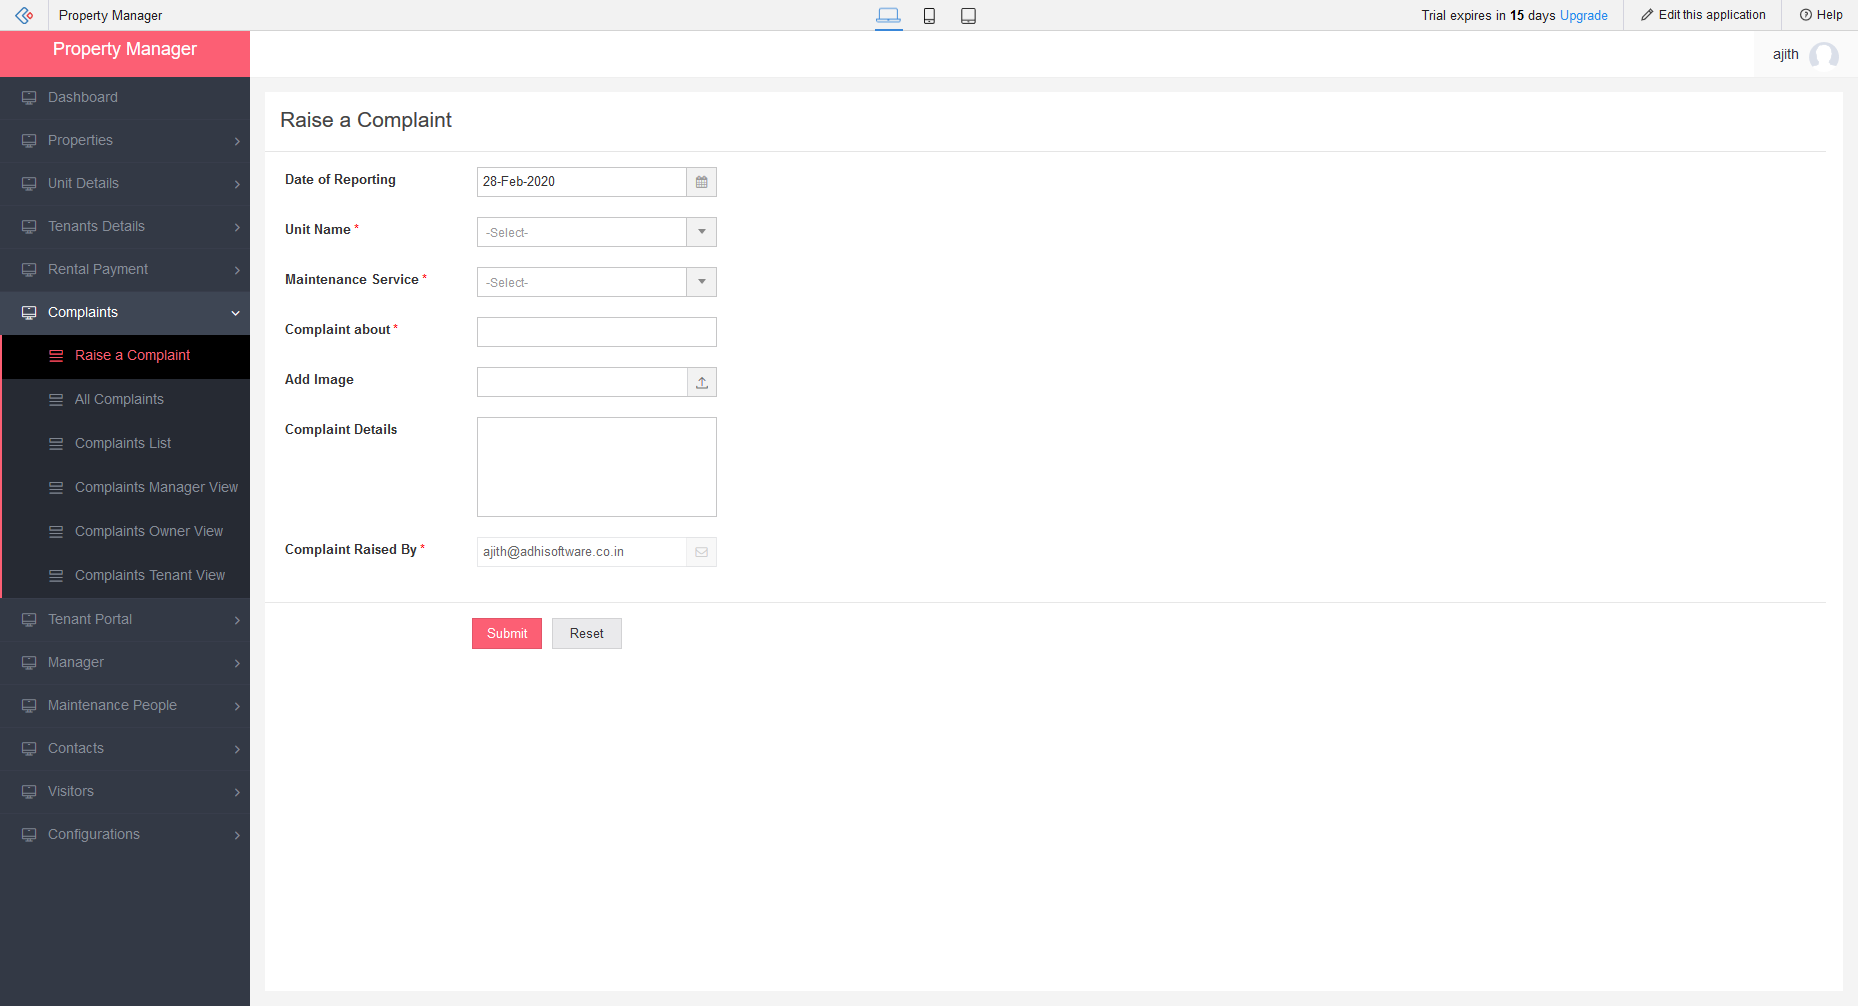 Property Manager
Trial expires in 15 days Upgrade
Edit this application
Help
Property Manager
ajith
Dashboard
Properties
Unit Details
Tenants Details
Rental Payment
Complaints
Raise a Complaint
All Complaints
Complaints List
Complaints Manager View
Complaints Owner View
Complaints Tenant View
Tenant Portal
Manager
Maintenance People
Contacts
Visitors
Configurations
Raise a Complaint
Date of Reporting
28-Feb-2020
Unit Name *
-Select-
Maintenance Service *
-Select-
Complaint about *
Add Image
Complaint Details
Complaint Raised By *
ajith@adhisoftware.co.in
Submit
Reset